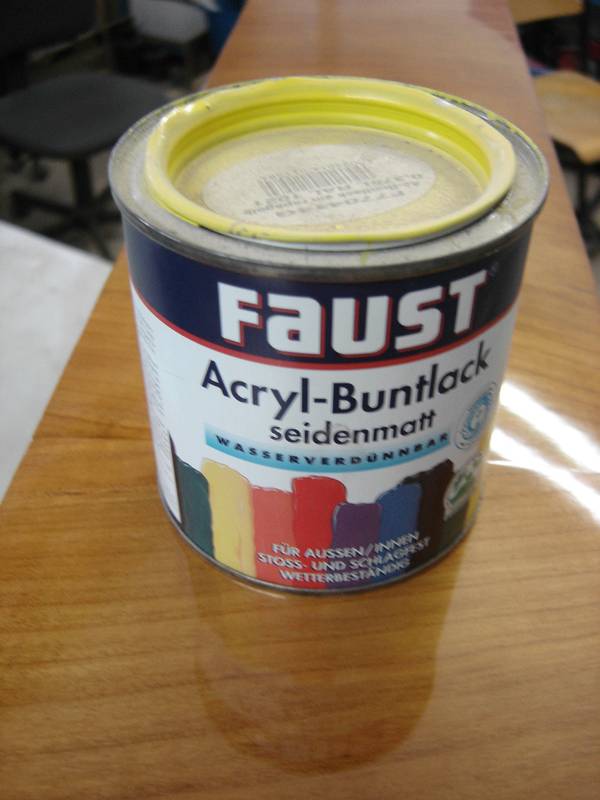 FAUST
Acryl-Buntlack
seidenmatt
WASSERVERDÜNNBAR
FÜR AUSSEN/INNEN
STOSS- UND SCHLAGFEST
WETTERBESTÄNDIG